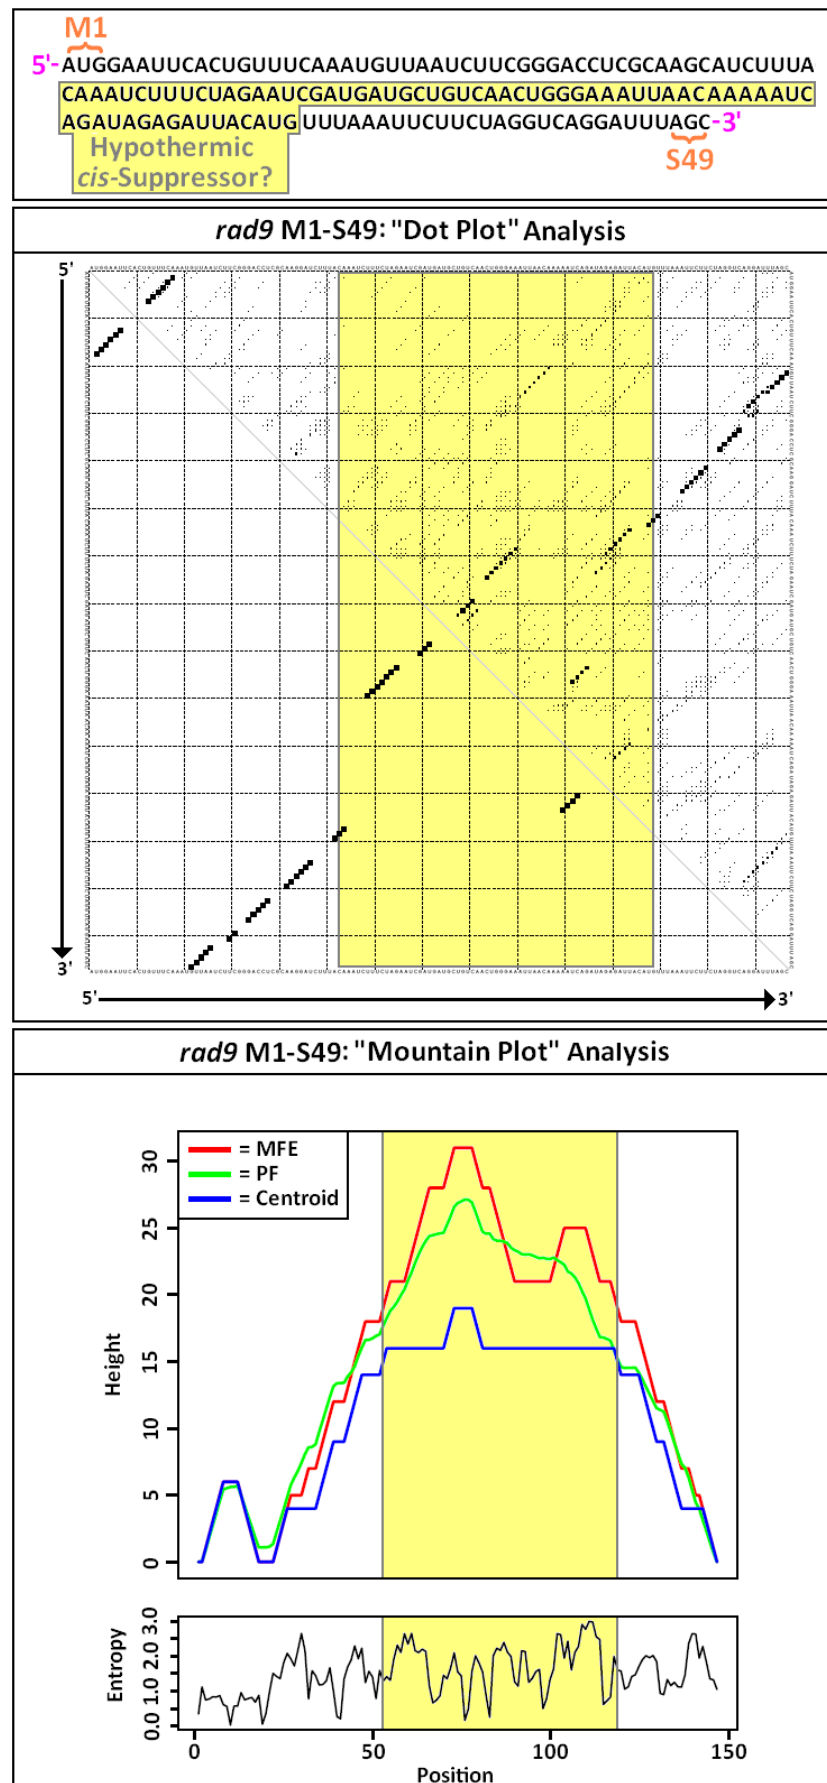 M1
5'-AUGGAAUUCACUGUUUCAAAUGUUAAUCUUCGGGACCUCGCAAGCAUCUUUA
CAAAUCUUUCUAGAAUCGAUGAUGCUGUCAACUGGGAAAUUAACAAAAAUC
AGAUAGAGAUUACAUGUUUAAAUUCUUCUAGGUCAGGAUUUAGC-3'
Hypothermic
cis-Suppressor?
S49
rad9 M1-S49: "Dot Plot" Analysis
5'
3'
5'
3'
rad9 M1-S49: "Mountain Plot" Analysis
= MFE
= PF
= Centroid
Height
30
25
20
15
10
5
0
Entropy
3.0
2.0
1.0
0.0
0
50
100
150
Position